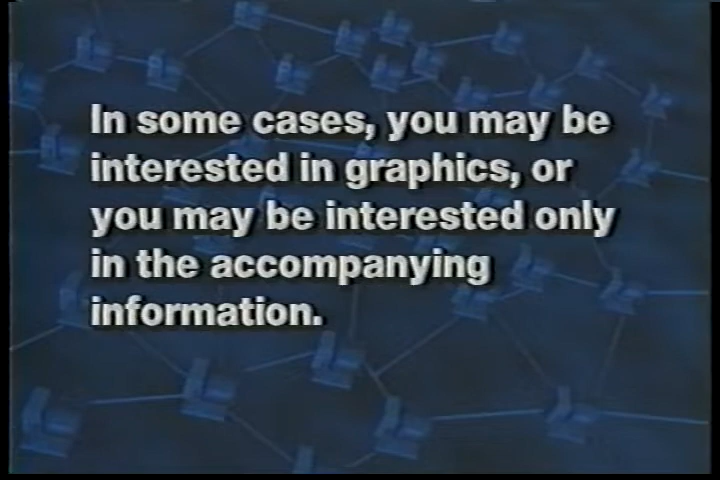 In some cases, you may be
interested in graphics, or
you may be interested only
in the accompanying
information.